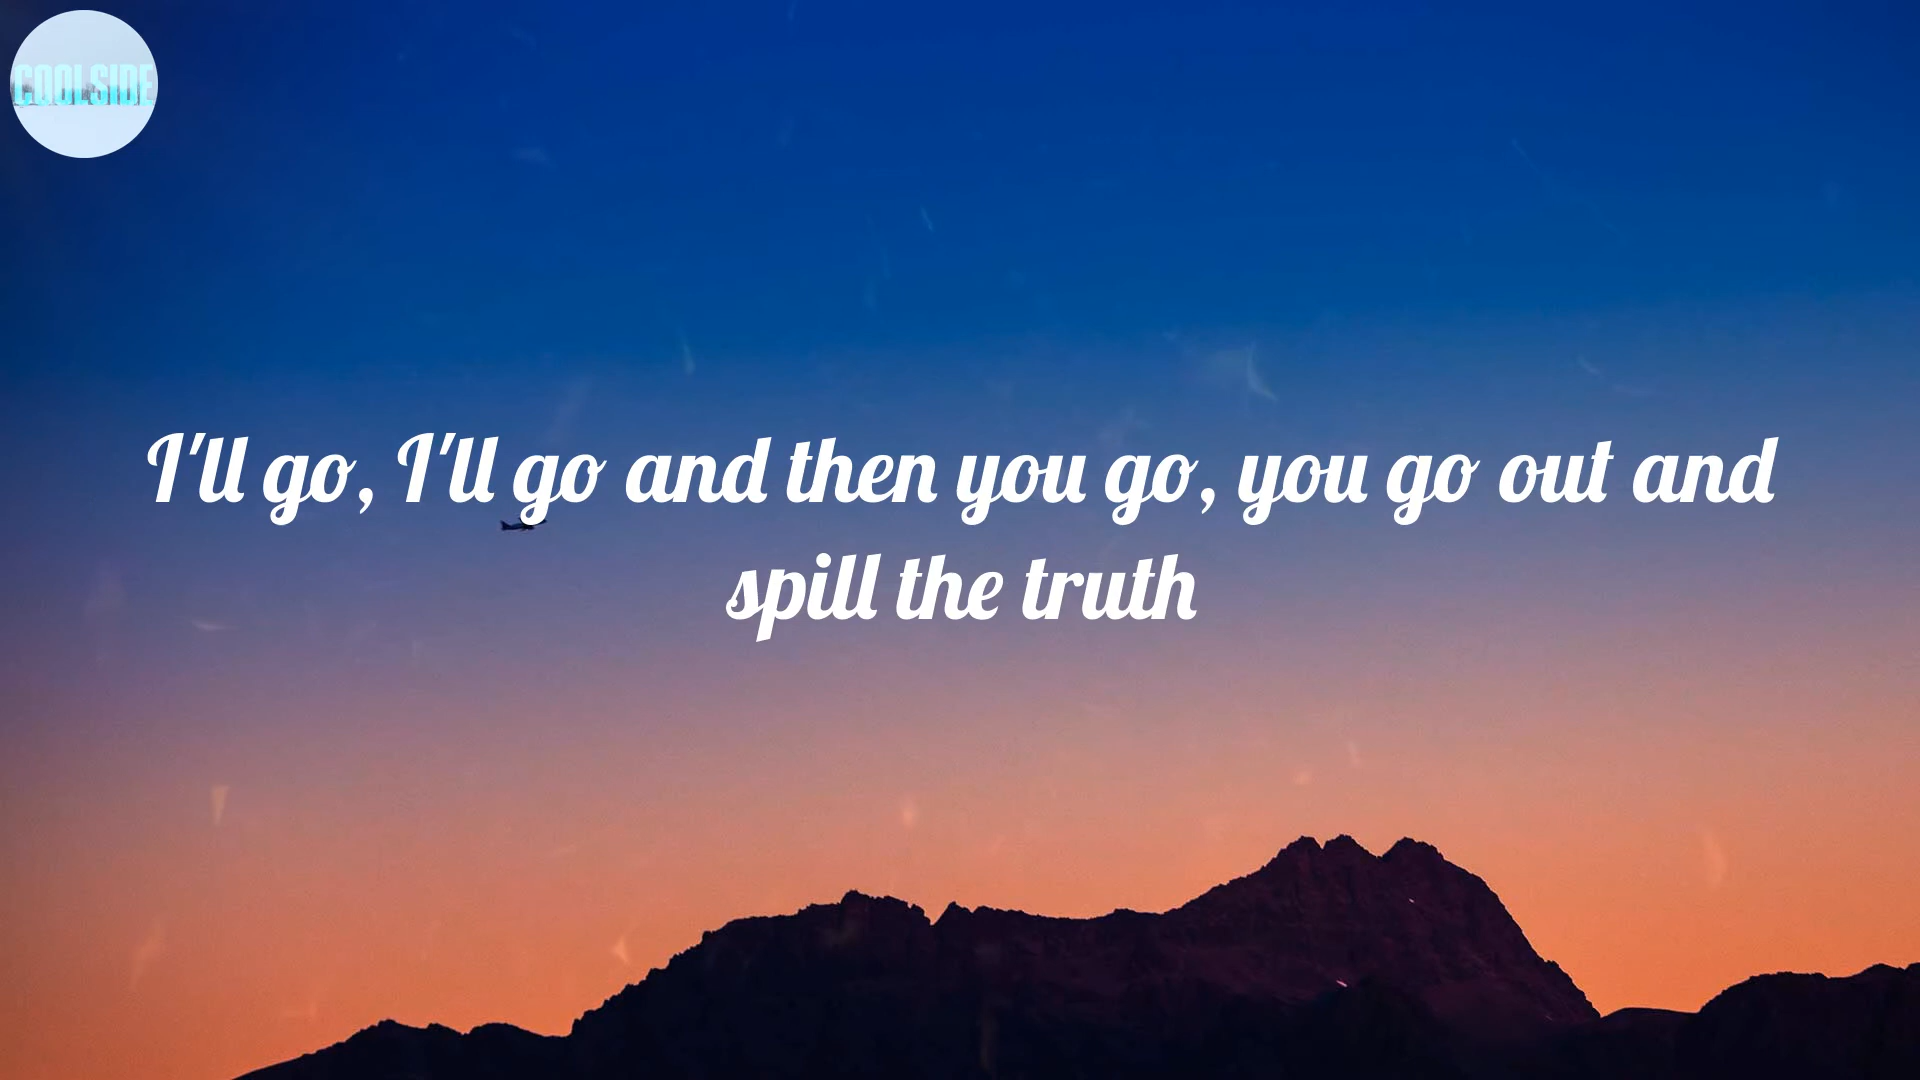 COOLSIDE
I'll go, I'll go and then you go, you go out and
spill the truth